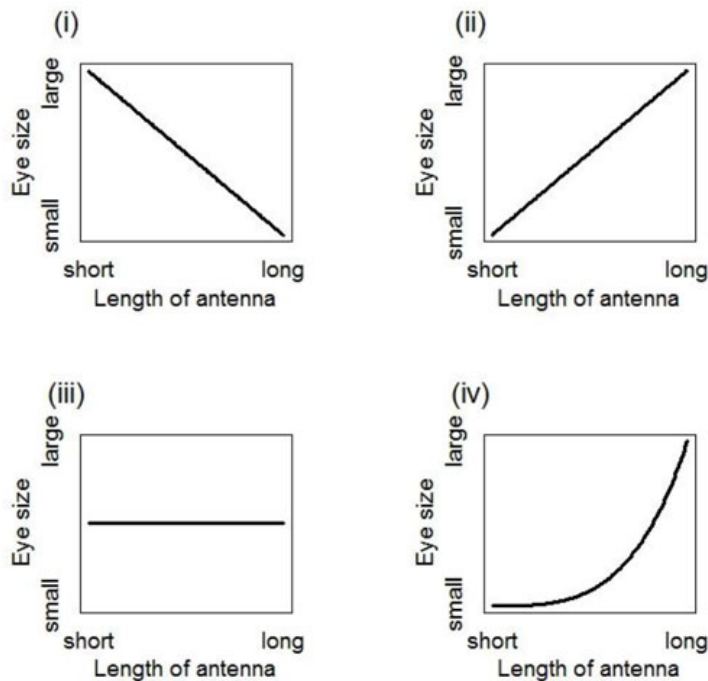 (i)
large
Eye size
small
short long
Length of antenna
(ii)
large
Eye size
small
short long
Length of antenna
(iii)
large
Eye size
small
short long
Length of antenna
(iv)
large
Eye size
small
short long
Length of antenna